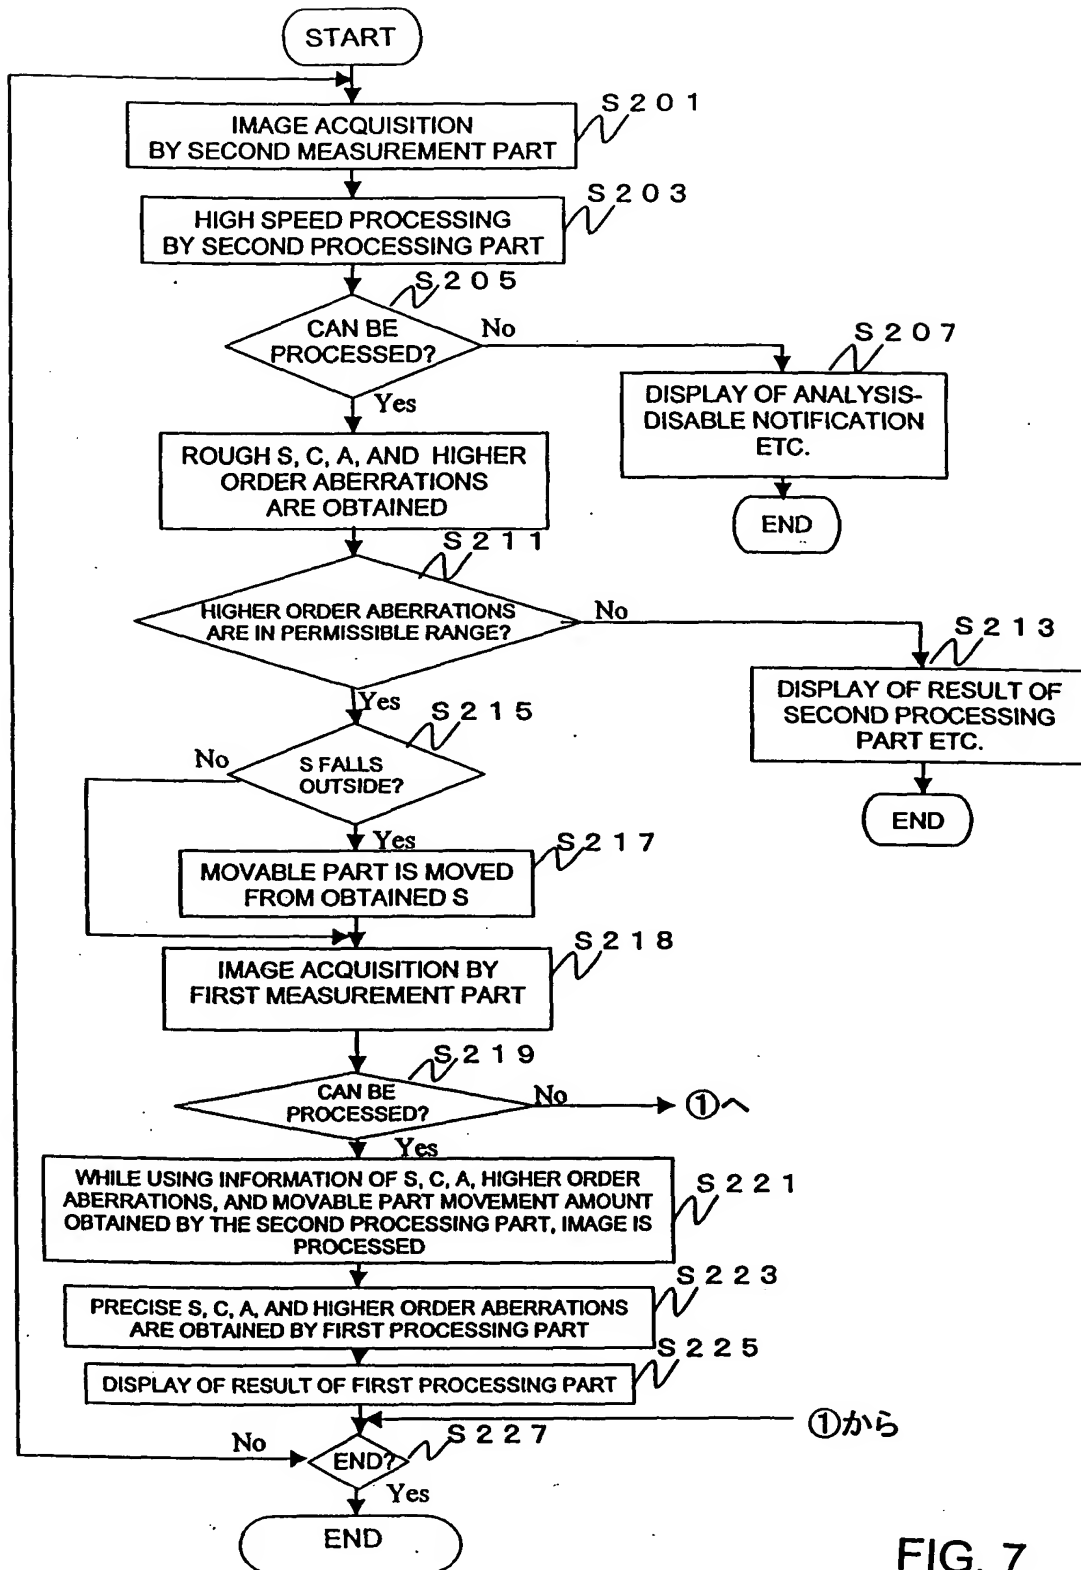 START
S201
IMAGE ACQUISITION
BY SECOND MEASUREMENT PART
S203
HIGH SPEED PROCESSING
BY SECOND PROCESSING PART
S205
CAN BE
PROCESSED?
No
Yes
S207
DISPLAY OF ANALYSIS-
DISABLE NOTIFICATION
ETC.
END
ROUGH S, C, A, AND HIGHER
ORDER ABERRATIONS
ARE OBTAINED
S211
HIGHER ORDER ABERRATIONS
ARE IN PERMISSIBLE RANGE?
No
Yes
S213
DISPLAY OF RESULT OF
SECOND PROCESSING
PART ETC.
END
S215
S FALLS
OUTSIDE?
No
Yes
S217
MOVABLE PART IS MOVED
FROM OBTAINED S
S218
IMAGE ACQUISITION BY
FIRST MEASUREMENT PART
S219
CAN BE
PROCESSED?
No
①へ
Yes
S221
WHILE USING INFORMATION OF S, C, A, HIGHER ORDER
ABERRATIONS, AND MOVABLE PART MOVEMENT AMOUNT
OBTAINED BY THE SECOND PROCESSING PART, IMAGE IS
PROCESSED
S223
PRECISE S, C, A, AND HIGHER ORDER ABERRATIONS
ARE OBTAINED BY FIRST PROCESSING PART
S225
DISPLAY OF RESULT OF FIRST PROCESSING PART
①から
S227
No
END?
Yes
END
FIG. 7